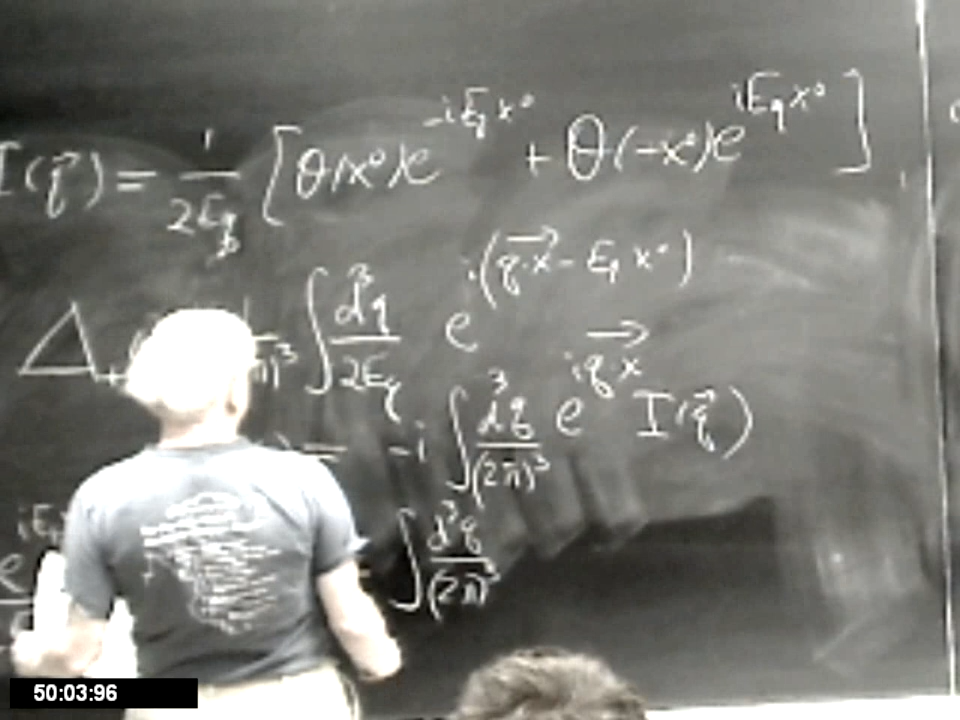 I(q⃗) = 1/2E_q [θ(x⁰)e^{-iE_q x⁰} + θ(-x⁰)e^{iE_q x⁰}]
Δ₊ ∫ d³q/2E_q e^{i(q⃗·x⃗ - E_q x⁰)}
= -i ∫ d³q/(2π)³ e^{iq⃗·x⃗} I(q⃗)
e^{iE_q} ∫ d³q/(2π)³
50:03:96